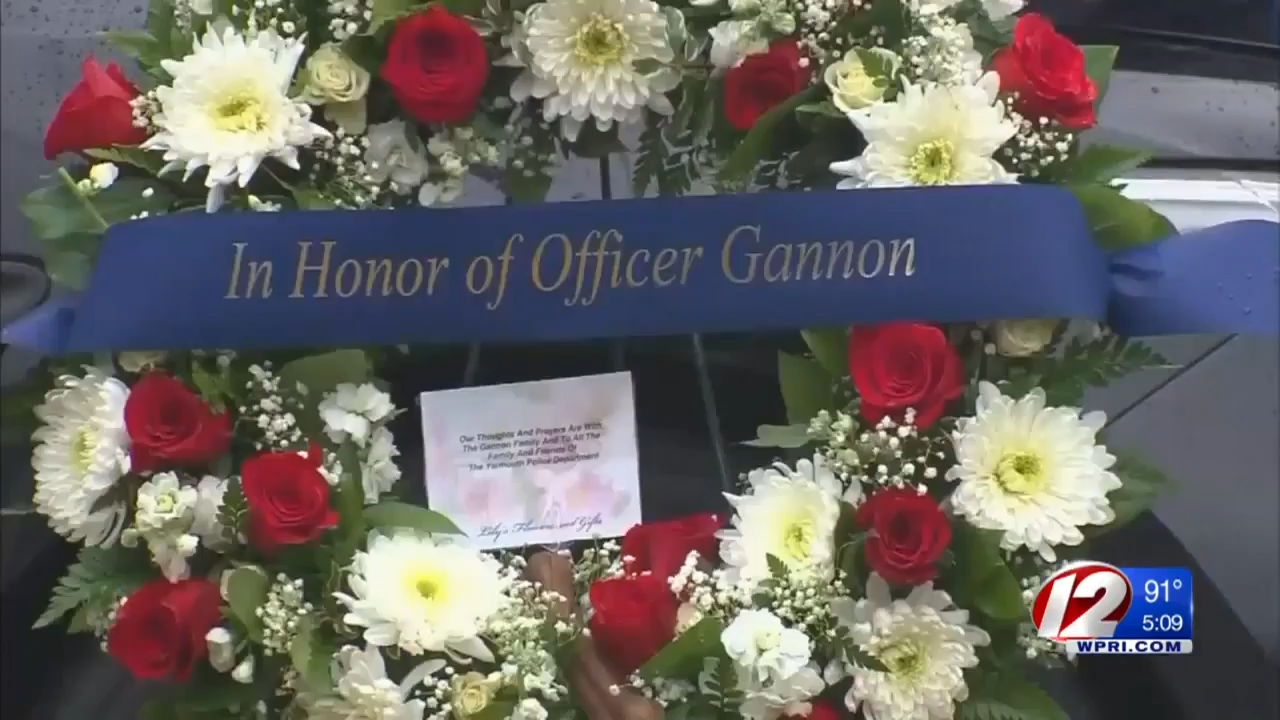 In Honor of Officer Gannon
Our Thoughts And Prayers Are With
The Gannon Family And To All The
Family And Friends Of
The Yarmouth Police Department
Lily's Flowers and Gifts
12
91°
5:09
WPRI.COM